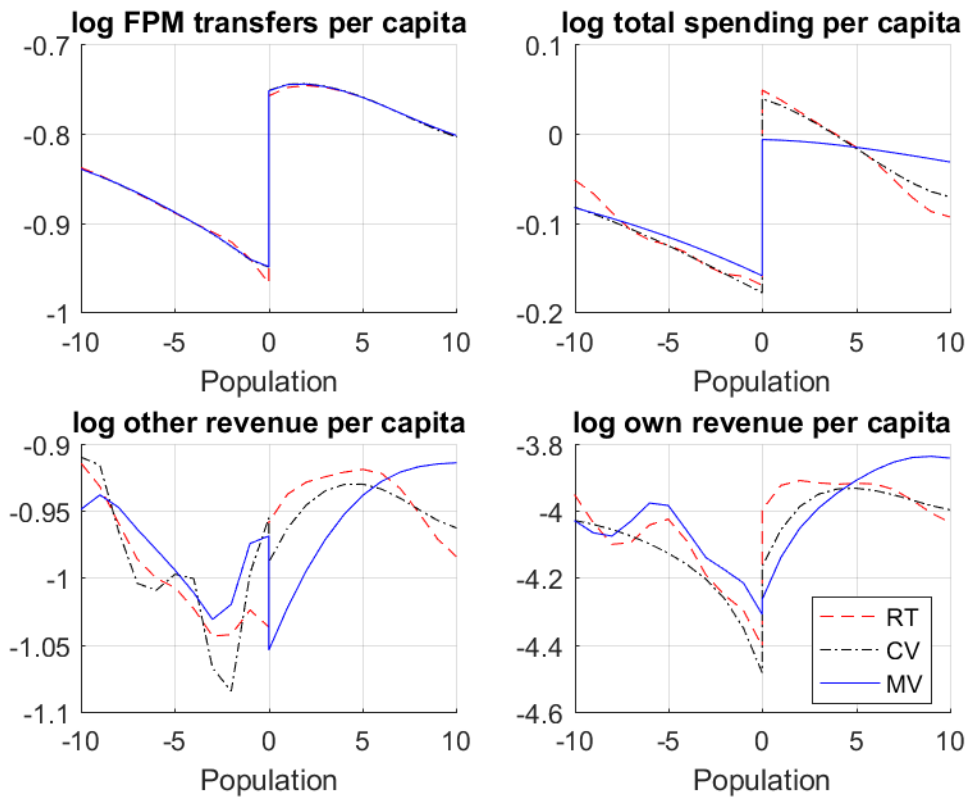 log FPM transfers per capita
-0.7
-0.8
-0.9
-1
-10 -5 0 5 10
Population
log total spending per capita
0.1
0
-0.1
-0.2
-10 -5 0 5 10
Population
log other revenue per capita
-0.9
-0.95
-1
-1.05
-1.1
-10 -5 0 5 10
Population
log own revenue per capita
-3.8
-4
-4.2
-4.4
-4.6
-10 -5 0 5 10
Population
RT
CV
MV